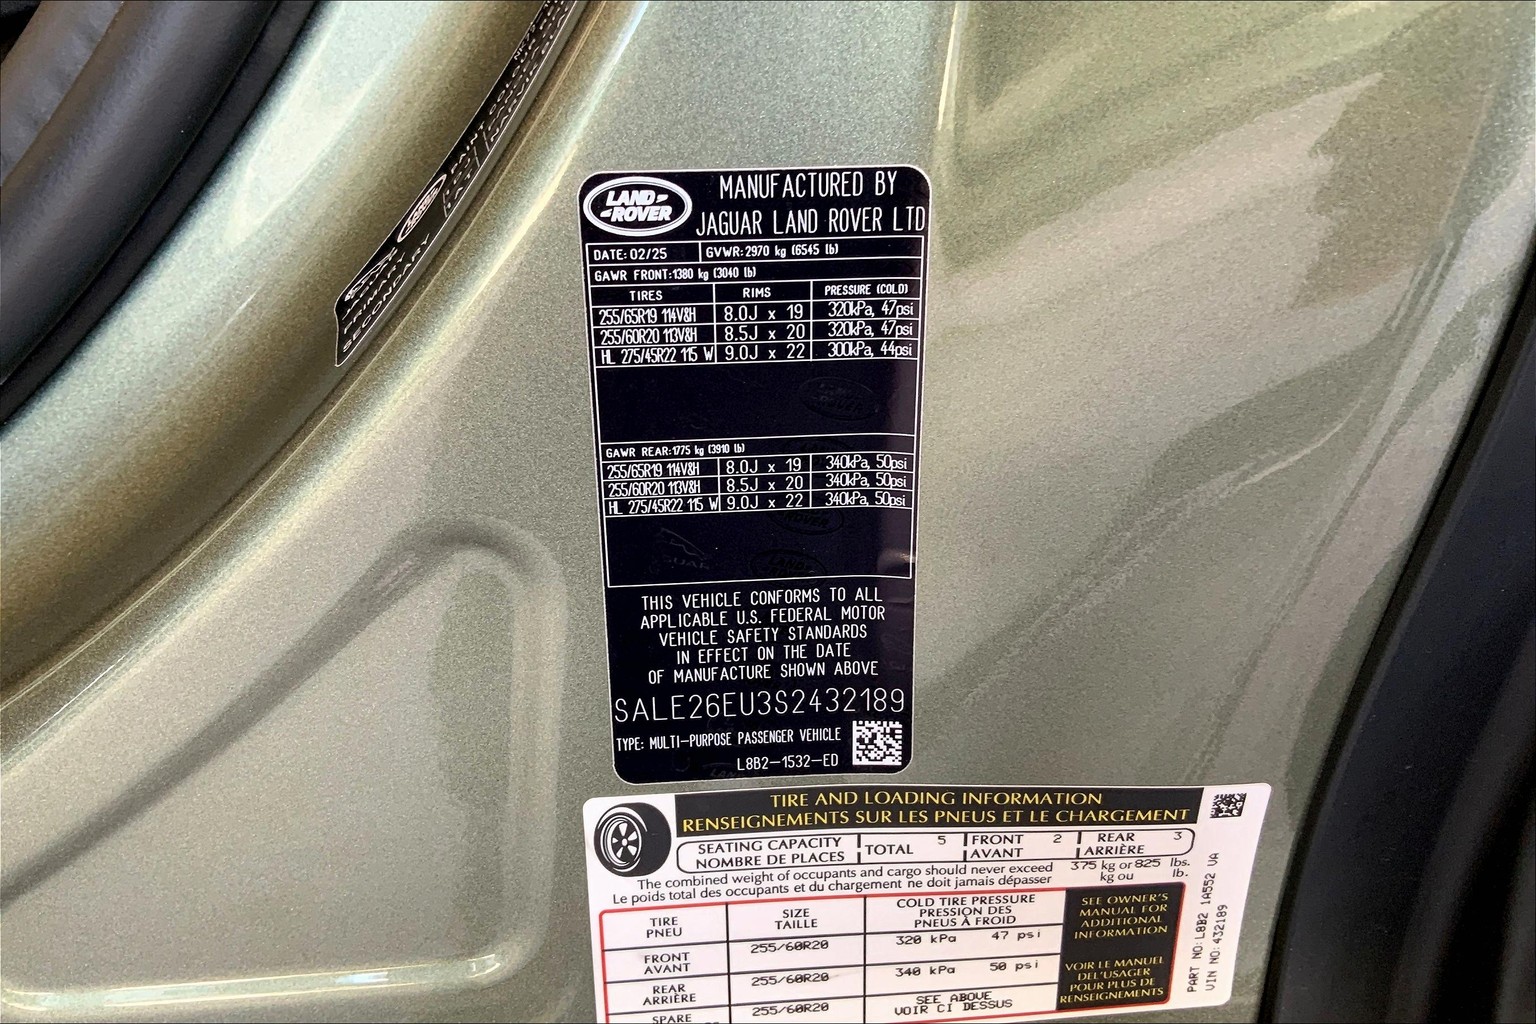 LAND ROVER
MANUFACTURED BY
JAGUAR LAND ROVER LTD
DATE: 02/25 GVWR: 2970 kg (6545 lb)
GAWR FRONT: 1380 kg (3040 lb)
TIRES RIMS PRESSURE (COLD)
255/65R19 114V&H 8.0J x 19 320kPa, 47psi
255/60R20 113V&H 8.5J x 20 320kPa, 47psi
HL 275/45R22 115 W 9.0J x 22 300kPa, 44psi
GAWR REAR: 1775 kg (3910 lb)
255/65R19 114V&H 8.0J x 19 340kPa, 50psi
255/60R20 113V&H 8.5J x 20 340kPa, 50psi
HL 275/45R22 115 W 9.0J x 22 340kPa, 50psi
THIS VEHICLE CONFORMS TO ALL
APPLICABLE U.S. FEDERAL MOTOR
VEHICLE SAFETY STANDARDS
IN EFFECT ON THE DATE
OF MANUFACTURE SHOWN ABOVE
SALE26EU3S2432189
TYPE: MULTI-PURPOSE PASSENGER VEHICLE
L8B2-1532-ED
PRIMARY
SECONDARY
TIRE AND LOADING INFORMATION
RENSEIGNEMENTS SUR LES PNEUS ET LE CHARGEMENT
SEATING CAPACITY
NOMBRE DE PLACES
TOTAL 5
FRONT 2
AVANT
REAR 3
ARRIÈRE
The combined weight of occupants and cargo should never exceed 375 kg or 825 lbs.
Le poids total des occupants et du chargement ne doit jamais dépasser kg ou lb.
TIRE
PNEU
SIZE
TAILLE
COLD TIRE PRESSURE
PRESSION DES
PNEUS À FROID
FRONT
AVANT
255/60R20 320 kPa 47 psi
REAR
ARRIÈRE
255/60R20 340 kPa 50 psi
SPARE
255/60R20
SEE ABOVE
VOIR CI DESSUS
SEE OWNER'S
MANUAL FOR
ADDITIONAL
INFORMATION
VOIR LE MANUEL
DE L'USAGER
POUR PLUS DE
RENSEIGNEMENTS
PART NO: L8B2 1A552 VA
VIN NO: 432189